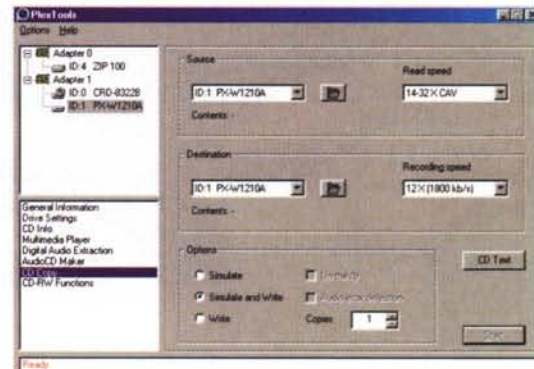 PlexTools
Options Help
Adapter 0
ID:4 ZIP 100
Adapter 1
ID:0 CRD-8322B
ID:1 PX-W1210A
General Information
Drive Settings
CD Info
Multimedia Player
Digital Audio Extraction
AudioCD Maker
CD Copy
CD-RW Functions
Source
Read speed
ID:1 PX-W1210A
14-32 X CAV
Contents: -
Destination
Recording speed
ID:1 PX-W1210A
12 X (1800 kb/s)
Contents: -
Options
Simulate
Simulate and Write
Write
Copies
1
CD Text
Start
Ready